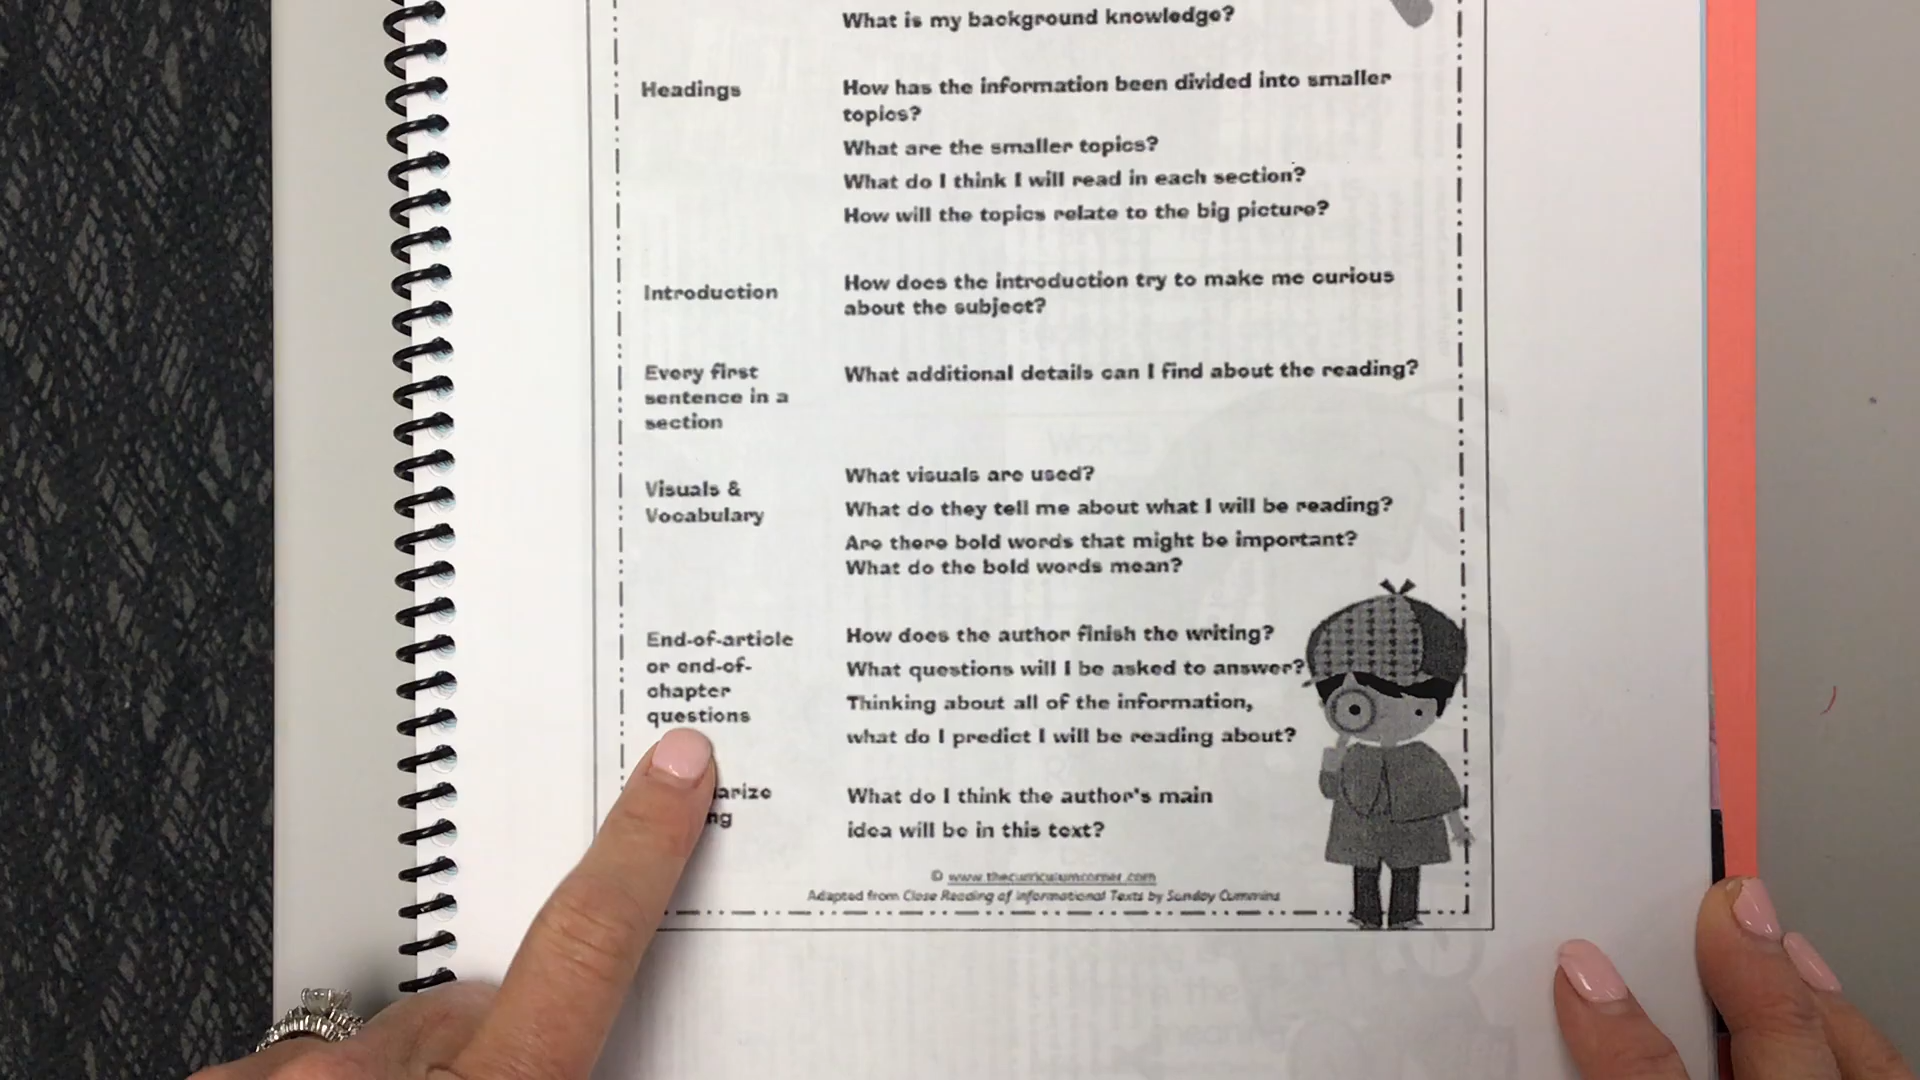 What is my background knowledge?
Headings
How has the information been divided into smaller
topics?
What are the smaller topics?
What do I think I will read in each section?
How will the topics relate to the big picture?
Introduction
How does the introduction try to make me curious
about the subject?
Every first
sentence in a
section
What additional details can I find about the reading?
Visuals &
Vocabulary
What visuals are used?
What do they tell me about what I will be reading?
Are there bold words that might be important?
What do the bold words mean?
End-of-article
or end-of-
chapter
questions
How does the author finish the writing?
What questions will I be asked to answer?
Thinking about all of the information,
what do I predict I will be reading about?
What do I think the author's main
idea will be in this text?
© www.thecurriculumcorner.com
Adapted from Close Reading of Informational Texts by Sunday Cummins